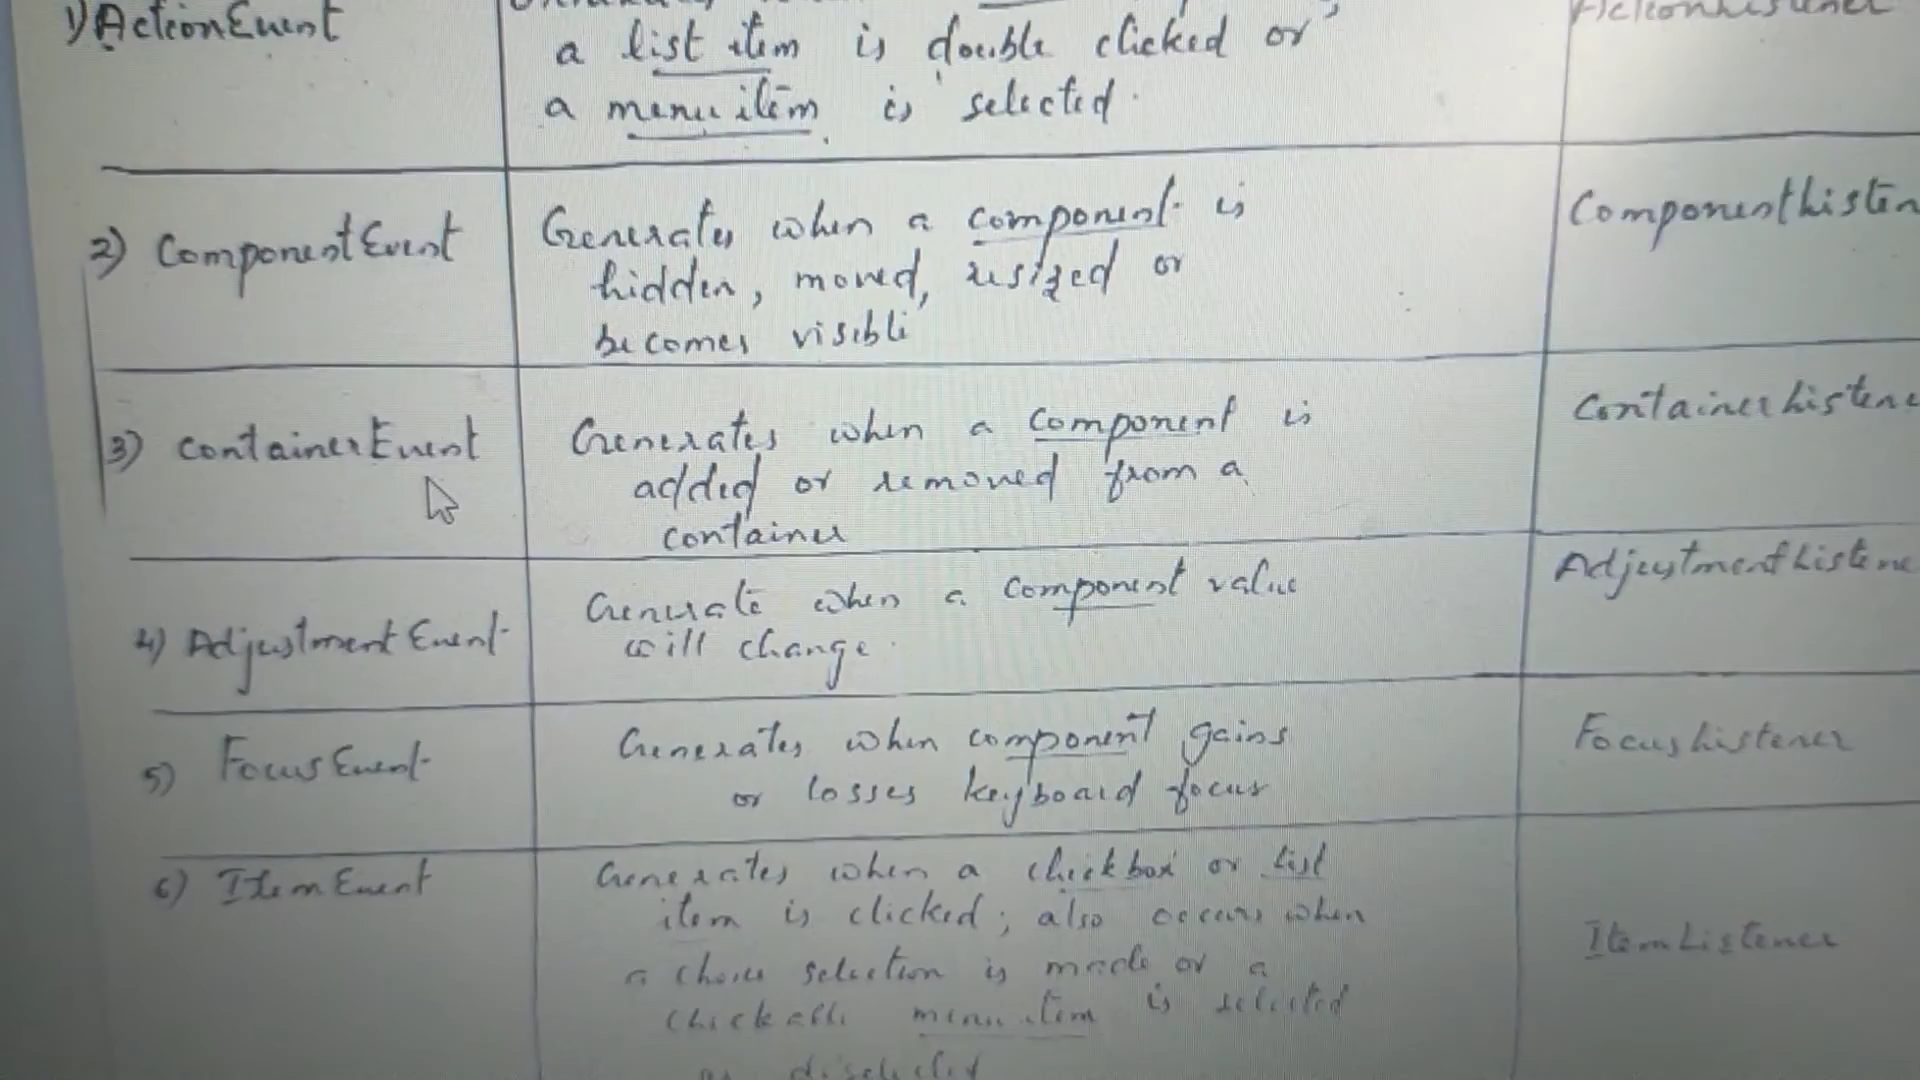 1) ActionEvent
a list item is double clicked or
a menu item is selected.
ActionListener
2) ComponentEvent
Generates when a component is
hidden, moved, resized or
becomes visible
ComponentListen
3) ContainerEvent
Generates when a component is
added or removed from a
container
ContainerListene
4) AdjustmentEvent
Generate when a component value
will change.
AdjustmentListene
5) FocusEvent
Generates when component gains
or losses keyboard focus
FocusListener
6) ItemEvent
Generates when a checkbox or list
item is clicked; also occurs when
a choice selection is made or a
checkable menu item is selected
or diselected
ItemListener